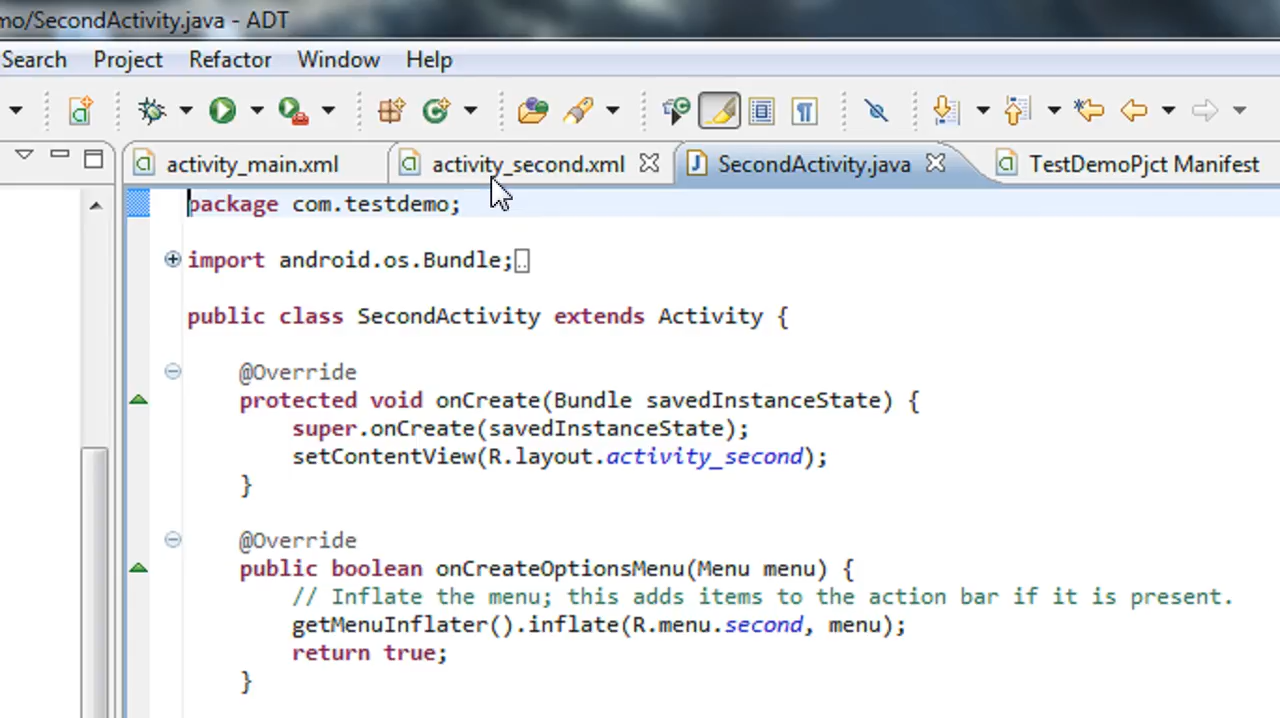 mo/SecondActivity.java - ADT
Search Project Refactor Window Help
activity_main.xml activity_second.xml SecondActivity.java TestDemoPjct Manifest
package com.testdemo;
import android.os.Bundle;
public class SecondActivity extends Activity {
@Override
protected void onCreate(Bundle savedInstanceState) {
super.onCreate(savedInstanceState);
setContentView(R.layout.activity_second);
}
@Override
public boolean onCreateOptionsMenu(Menu menu) {
// Inflate the menu; this adds items to the action bar if it is present.
getMenuInflater().inflate(R.menu.second, menu);
return true;
}